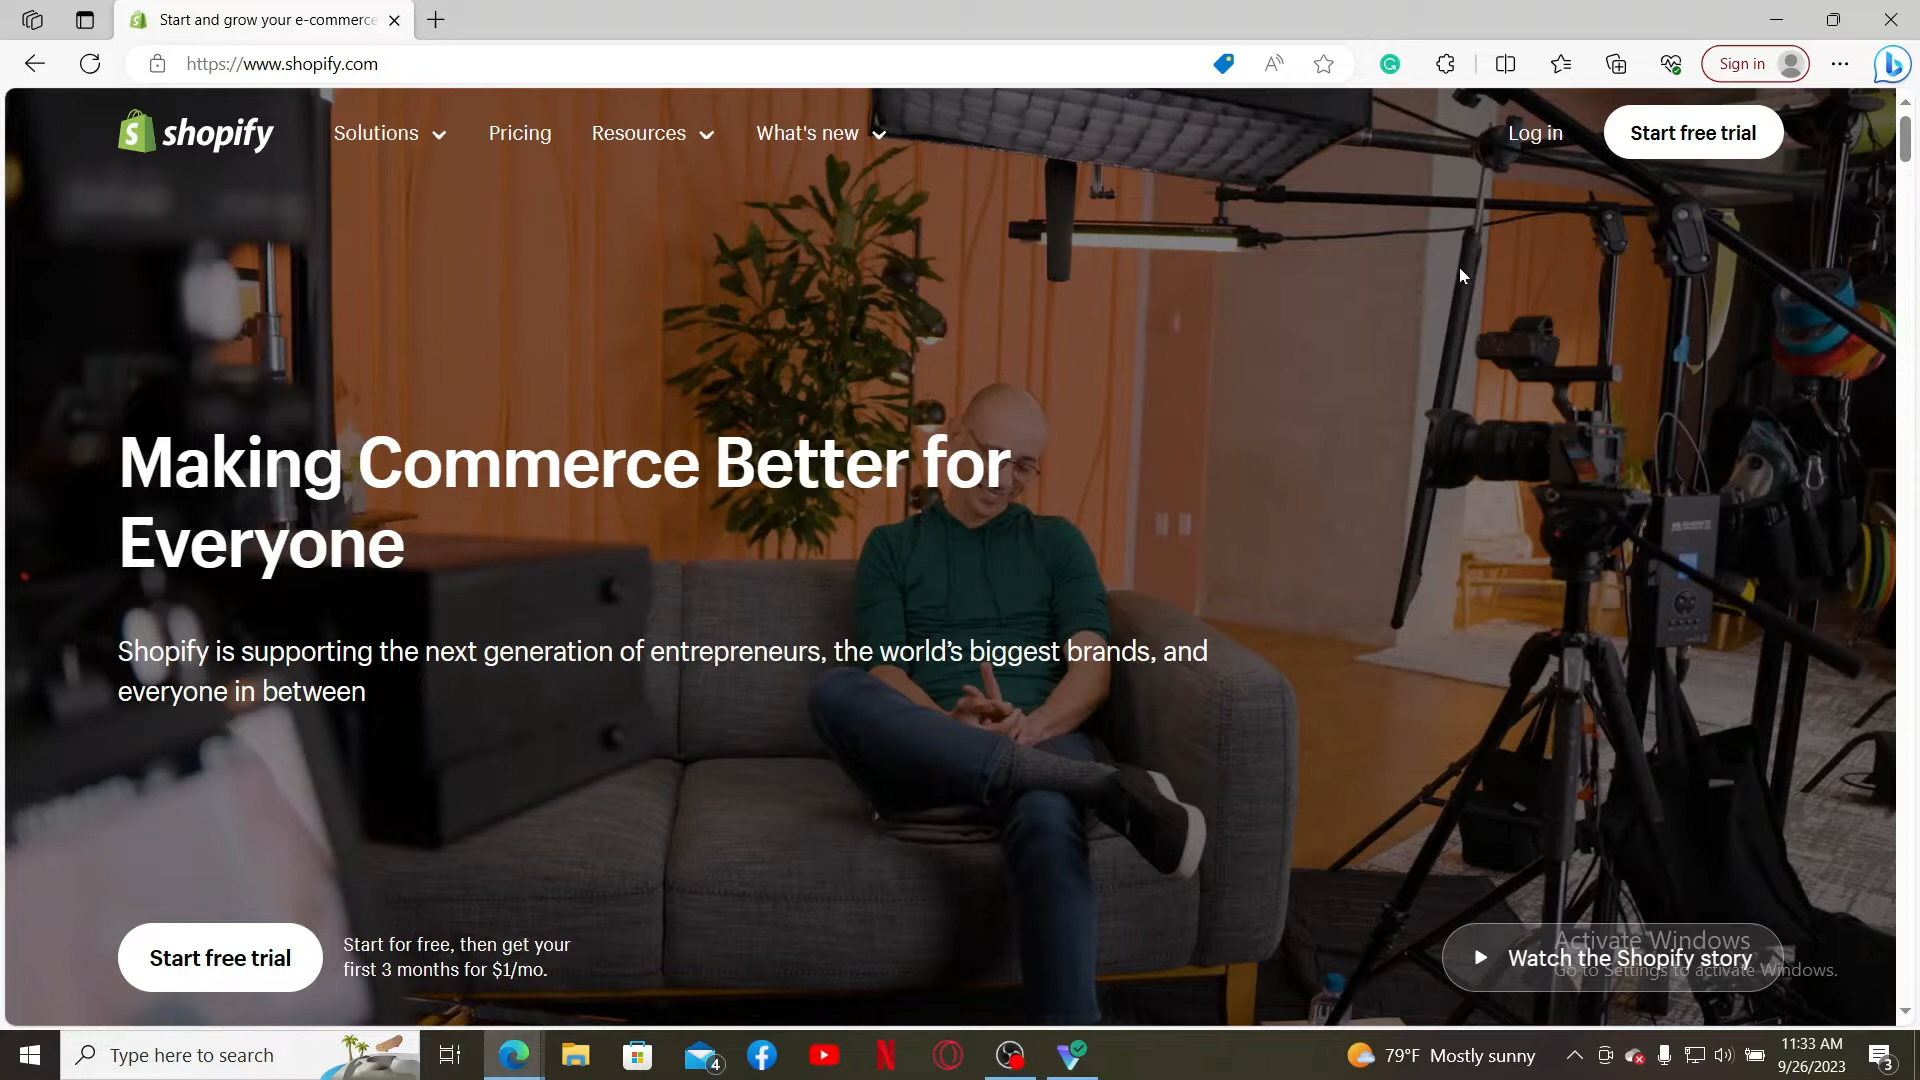 Start and grow your e-commerce
https://www.shopify.com
Sign in
shopify
Solutions
Pricing
Resources
What's new
Log in
Start free trial
Making Commerce Better for
Everyone
Shopify is supporting the next generation of entrepreneurs, the world's biggest brands, and
everyone in between
Start free trial
Start for free, then get your
first 3 months for $1/mo.
Watch the Shopify story
Activate Windows
Go to Settings to activate Windows.
Type here to search
4
79°F Mostly sunny
11:33 AM
9/26/2023
3